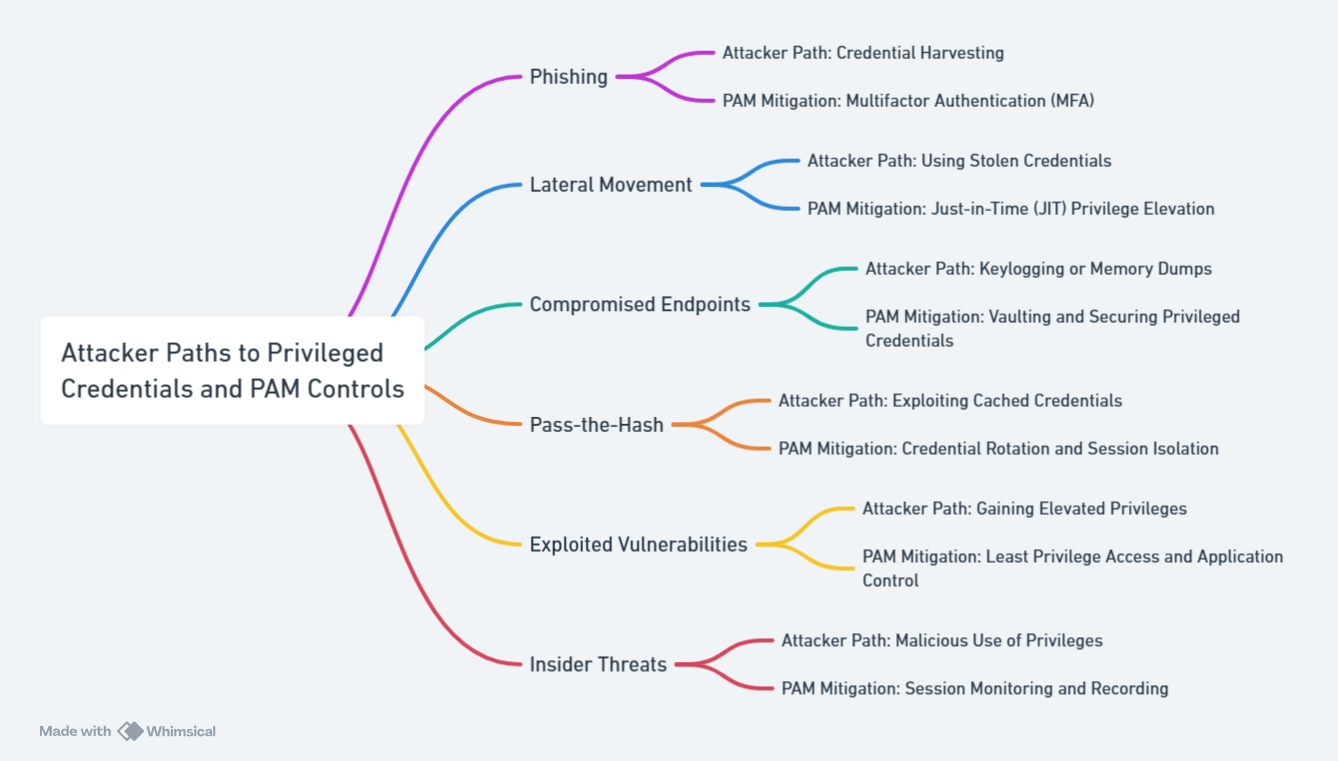 Attacker Paths to Privileged
Credentials and PAM Controls
Phishing
Attacker Path: Credential Harvesting
PAM Mitigation: Multifactor Authentication (MFA)
Lateral Movement
Attacker Path: Using Stolen Credentials
PAM Mitigation: Just-in-Time (JIT) Privilege Elevation
Compromised Endpoints
Attacker Path: Keylogging or Memory Dumps
PAM Mitigation: Vaulting and Securing Privileged
Credentials
Pass-the-Hash
Attacker Path: Exploiting Cached Credentials
PAM Mitigation: Credential Rotation and Session Isolation
Exploited Vulnerabilities
Attacker Path: Gaining Elevated Privileges
PAM Mitigation: Least Privilege Access and Application
Control
Insider Threats
Attacker Path: Malicious Use of Privileges
PAM Mitigation: Session Monitoring and Recording
Made with Whimsical